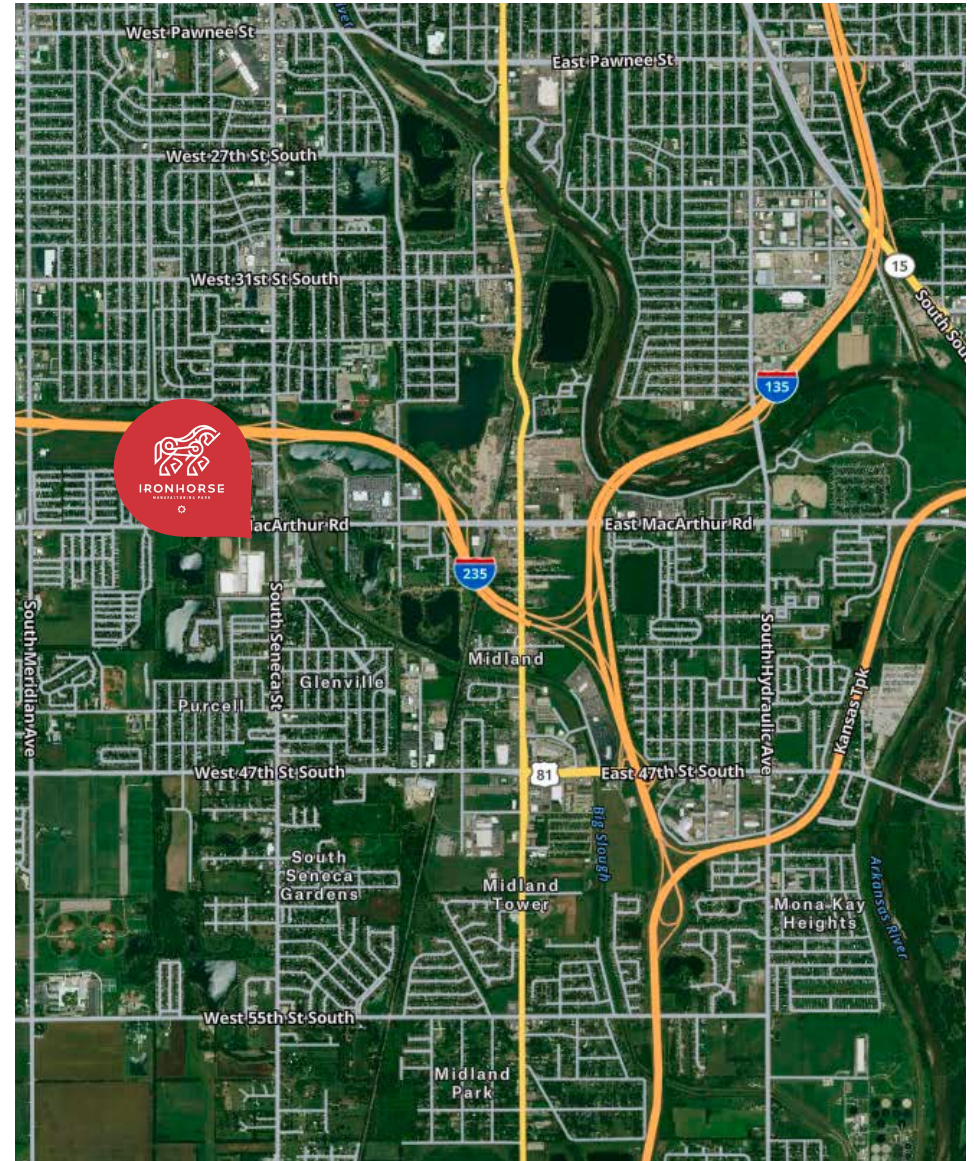 River
West Pawnee St
East Pawnee St
West 27th St South
West 31st St South
15
South Sou
135
IRONHORSE
MANUFACTURING PARK
MacArthur Rd
East MacArthur Rd
235
South Meridian Ave
South Seneca St
South Hydraulic Ave
Midland
Glenville
Purcell
Kansas Tpk
West 47th St South
81
East 47th St South
Big Slough
South
Seneca
Gardens
Midland
Tower
Mona Kay
Heights
Arkansas River
West 55th St South
Midland
Park